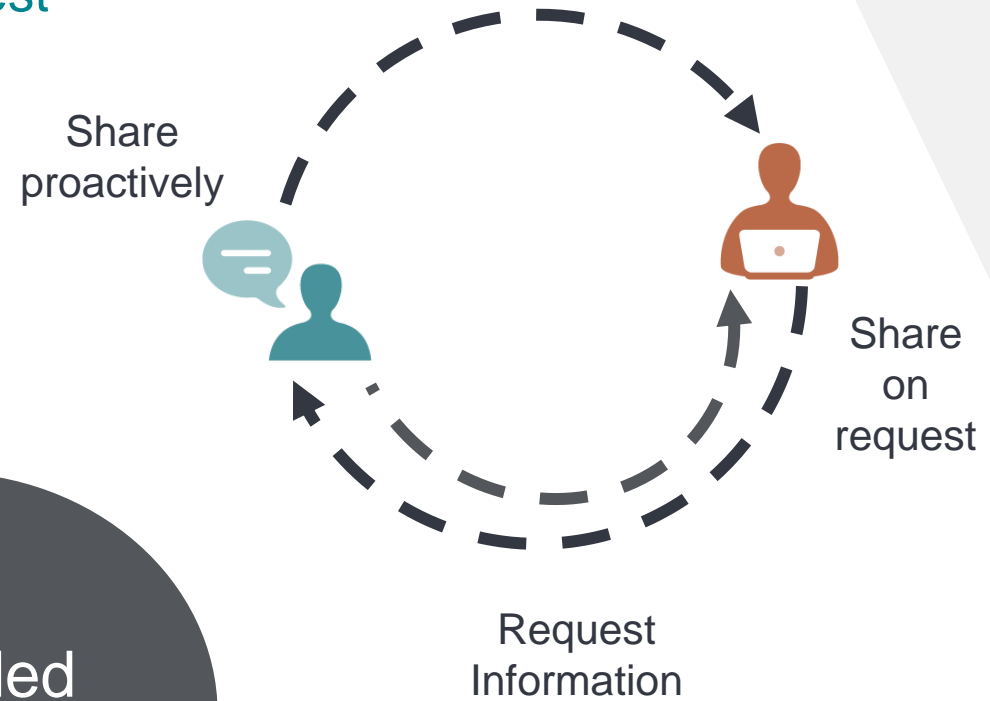 Share
proactively
Share
on
request
Request
Information